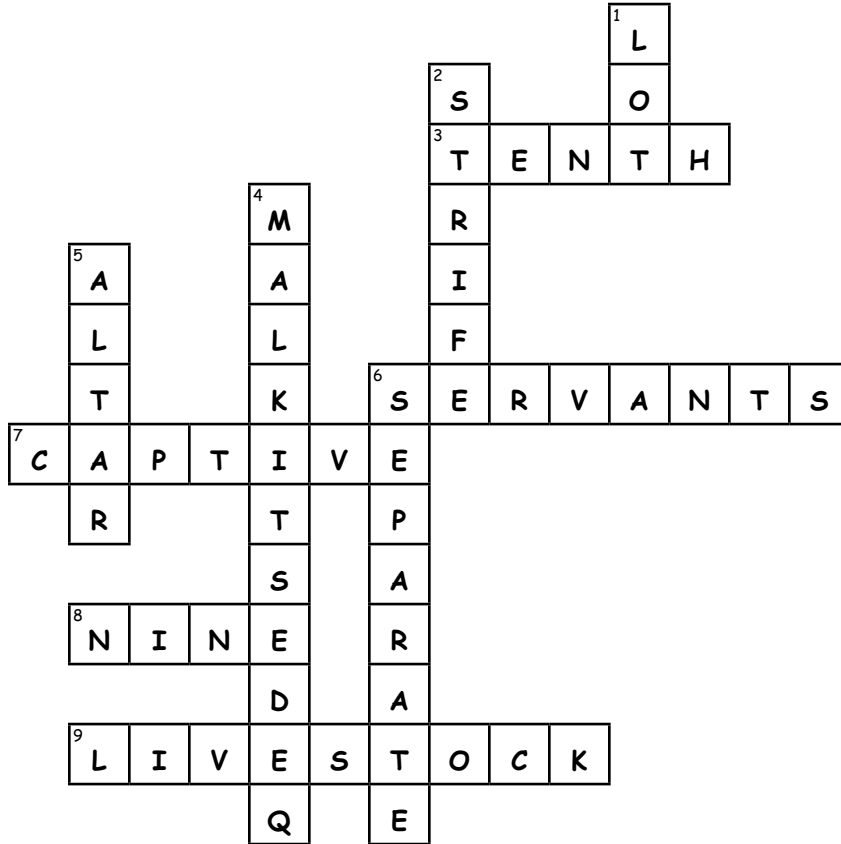 1 L
2 S O
3 T E N T H
4 M R
5 A A I
L L F
T K 6 S E R V A N T S
7 C A P T I V E
R T P
S A
8 N I N E R
D A
9 L I V E S T O C K
Q E